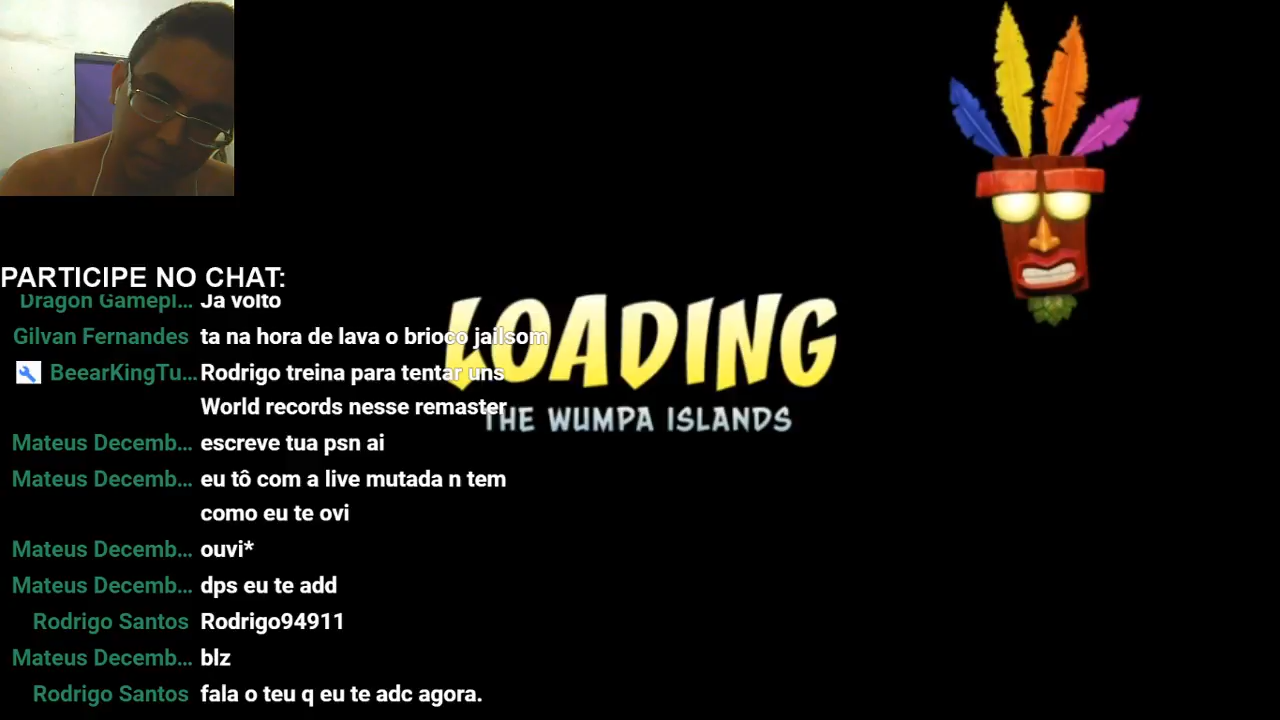 PARTICIPE NO CHAT:
Dragon Gamepl... Ja volto
Gilvan Fernandes ta na hora de lava o brioco jailsom
BeearKingTu... Rodrigo treina para tentar uns
World records nesse remaster
Mateus Decemb... escreve tua psn ai
Mateus Decemb... eu tô com a live mutada n tem
como eu te ovi
Mateus Decemb... ouvi*
Mateus Decemb... dps eu te add
Rodrigo Santos Rodrigo94911
Mateus Decemb... blz
Rodrigo Santos fala o teu q eu te adc agora.
LOADING
THE WUMPA ISLANDS